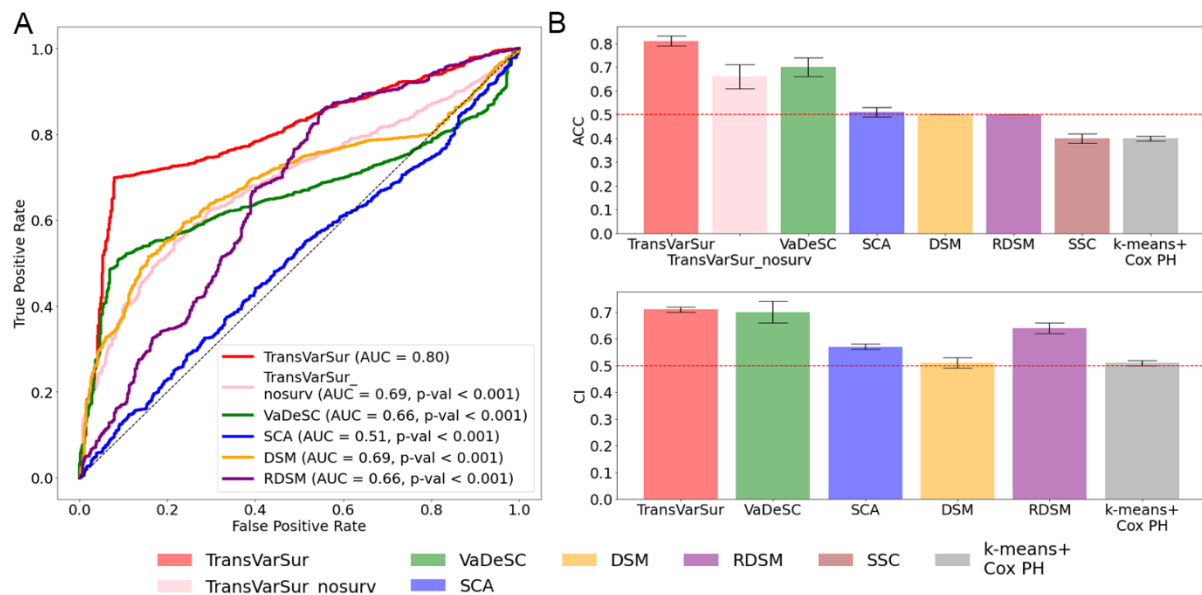 A
1.0
0.8
0.6
0.4
0.2
0.0
True Positive Rate
0.0
0.2
0.4
0.6
0.8
1.0
False Positive Rate
TransVarSur (AUC = 0.80)
TransVarSur_
nosurv (AUC = 0.69, p-val < 0.001)
VaDeSC (AUC = 0.66, p-val < 0.001)
SCA (AUC = 0.51, p-val < 0.001)
DSM (AUC = 0.69, p-val < 0.001)
RDSM (AUC = 0.66, p-val < 0.001)
B
0.8
0.7
0.6
0.5
0.4
0.3
0.2
0.1
0.0
ACC
TransVarSur
TransVarSur_nosurv
VaDeSC
SCA
DSM
RDSM
SSC
k-means+
Cox PH
0.7
0.6
0.5
0.4
0.3
0.2
0.1
0.0
CI
TransVarSur
VaDeSC
SCA
DSM
RDSM
k-means+
Cox PH
TransVarSur
TransVarSur_nosurv
VaDeSC
SCA
DSM
RDSM
SSC
k-means+
Cox PH